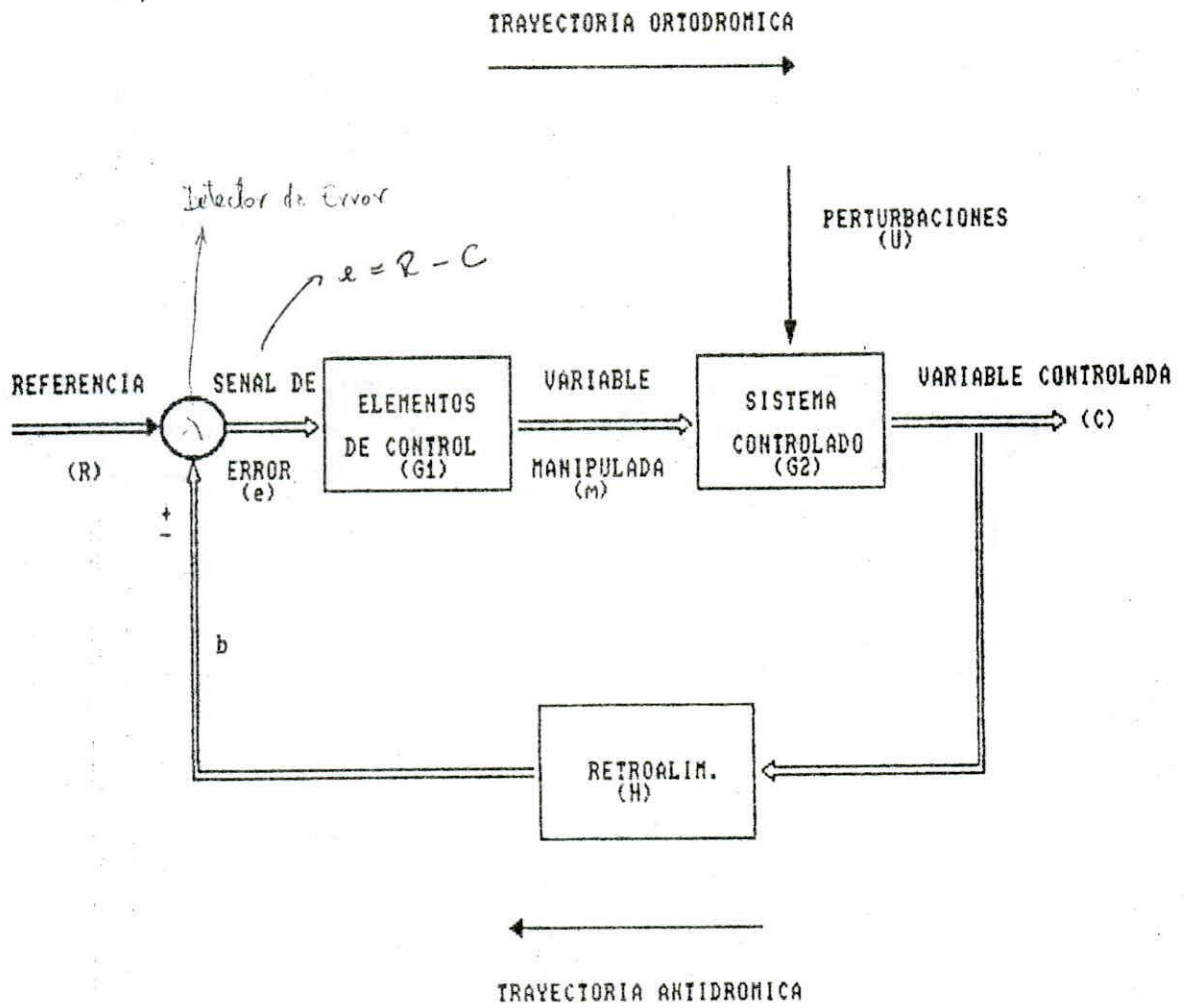 TRAYECTORIA ORTODROMICA
Detector de Error
e = R - C
PERTURBACIONES
(U)
REFERENCIA
(R)
SENAL DE
ERROR
(e)
ELEMENTOS
DE CONTROL
(G1)
VARIABLE
MANIPULADA
(m)
SISTEMA
CONTROLADO
(G2)
VARIABLE CONTROLADA
(C)
+
-
b
RETROALIM.
(H)
TRAYECTORIA ANTIDROMICA